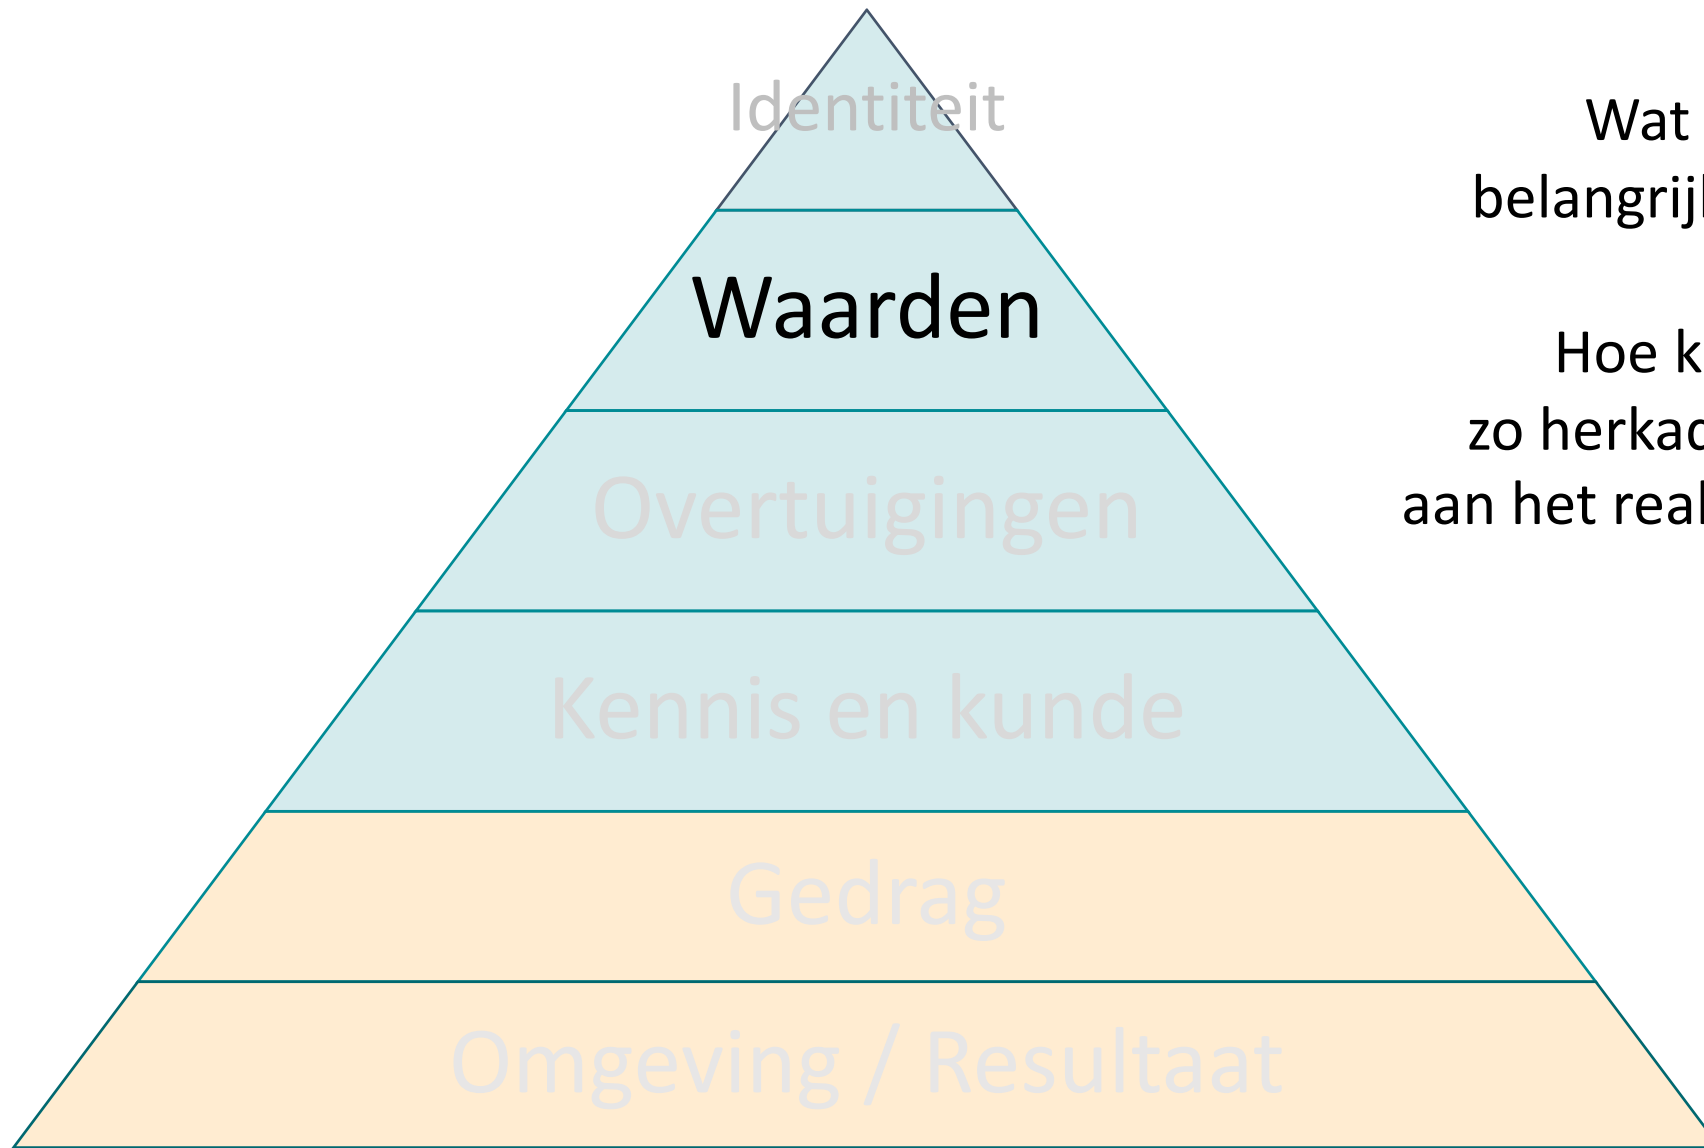 Identiteit
Waarden
Overtuigingen
Kennis en kunde
Gedrag
Omgeving / Resultaat
Wat
Hoe
zo
aan het